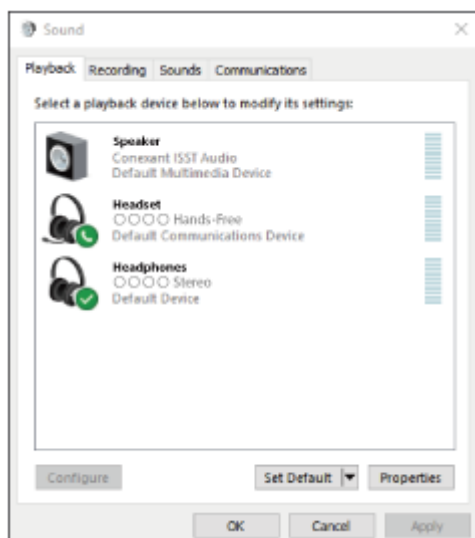 Sound
Playback Recording Sounds Communications
Select a playback device below to modify its settings:
Speaker
Conexant ISST Audio
Default Multimedia Device
Headset
○○○○ Hands-Free
Default Communications Device
Headphones
○○○○ Stereo
Default Device
Configure Set Default Properties
OK Cancel Apply